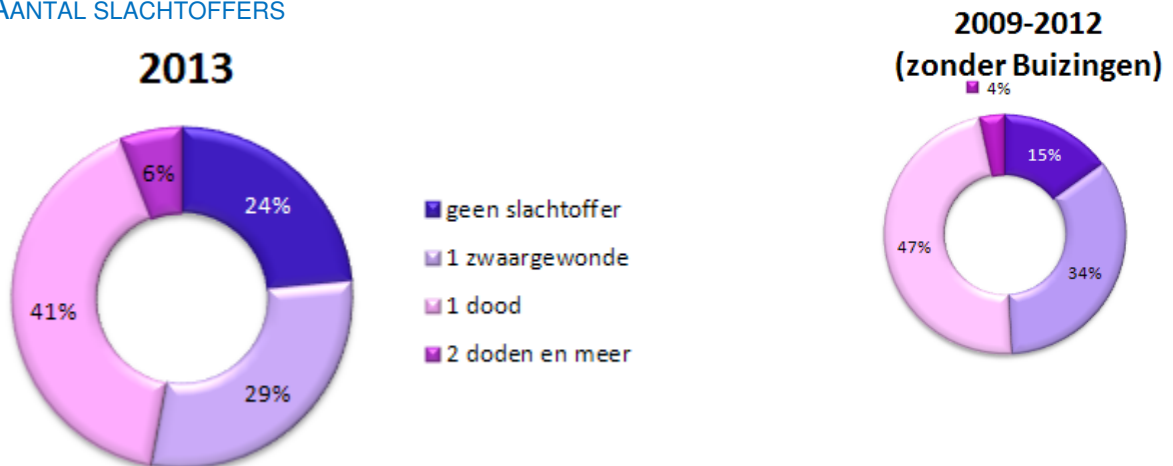 AANTAL SLACHTOFFERS
2013
6%
24%
41%
29%
geen slachtoffer
1 zwaargewonde
1 dood
2 doden en meer
2009-2012
(zonder Buizingen)
4%
15%
47%
34%